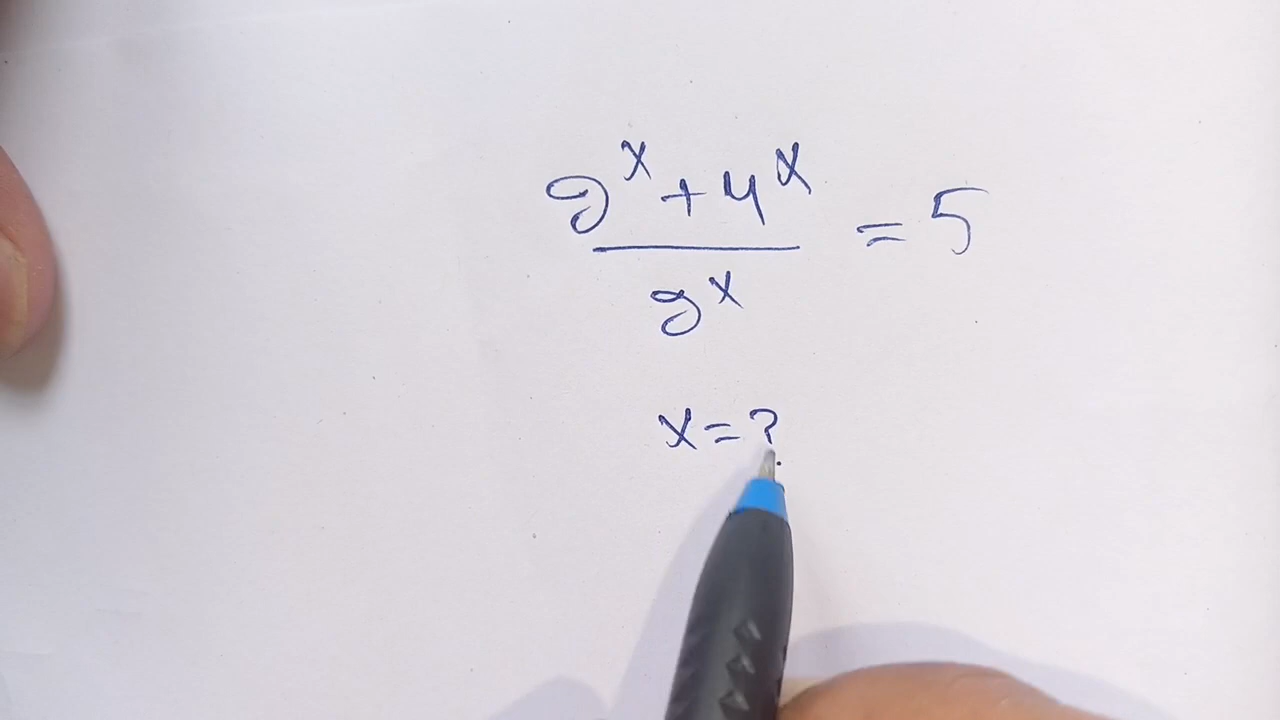 9^x + 4^x
--------- = 5
9^x
x = ?